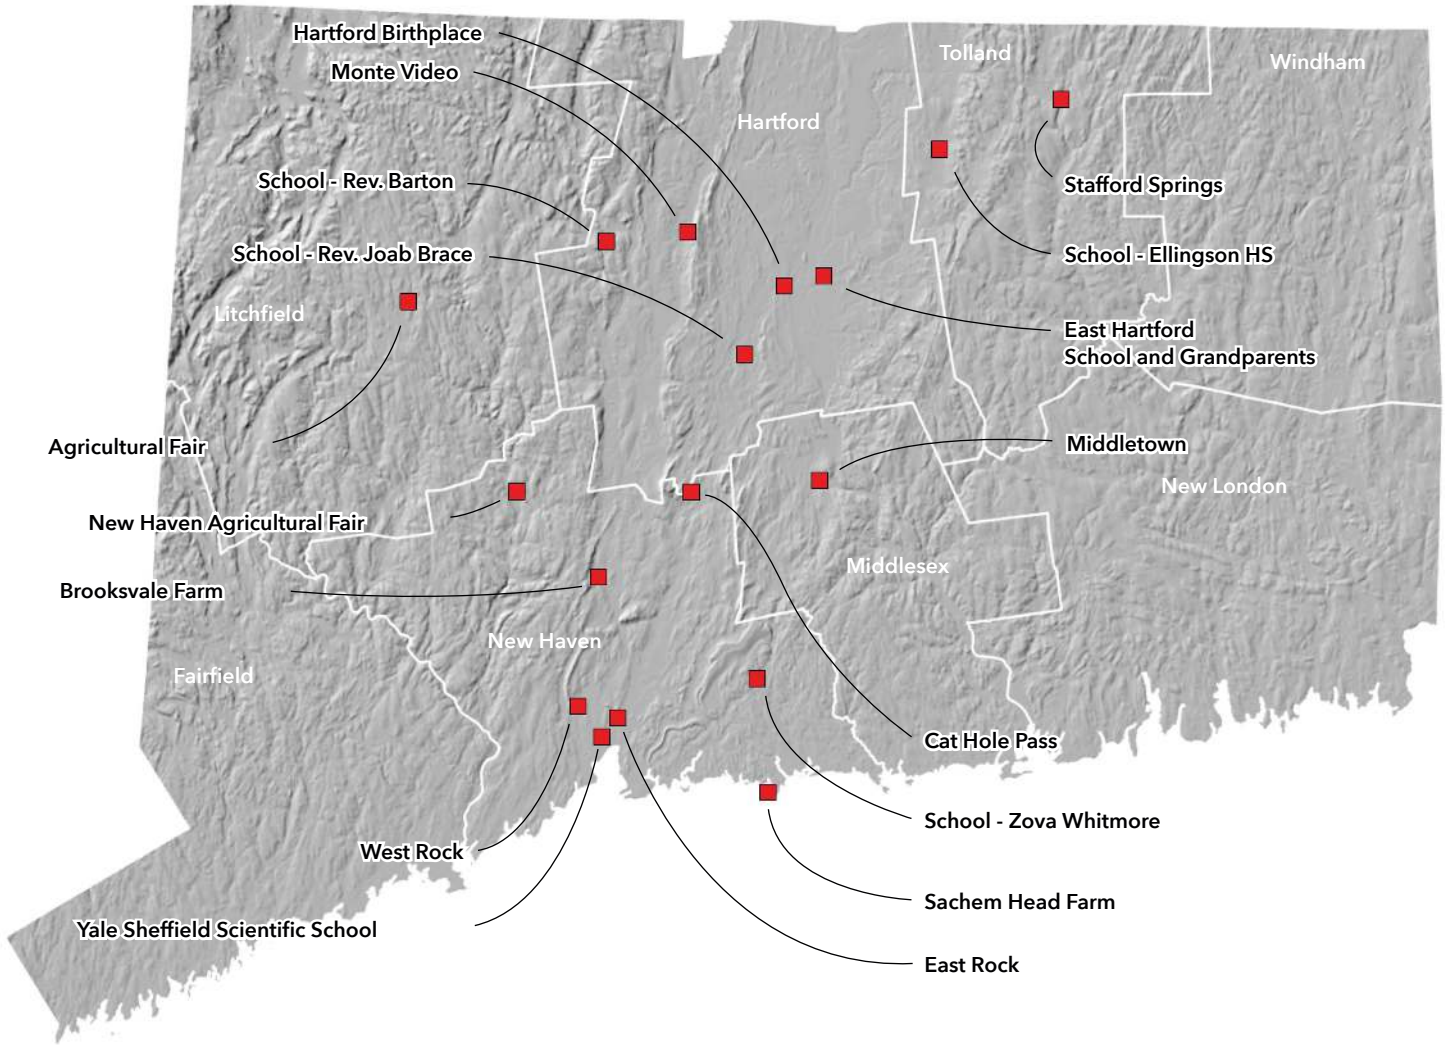 Hartford Birthplace
Tolland
Windham
Monte Video
Hartford
School - Rev. Barton
Stafford Springs
School - Rev. Joab Brace
School - Ellingson HS
Litchfield
East Hartford
School and Grandparents
Agricultural Fair
Middletown
New London
New Haven Agricultural Fair
Middlesex
Brooksvale Farm
New Haven
Fairfield
Cat Hole Pass
School - Zova Whitmore
West Rock
Sachem Head Farm
Yale Sheffield Scientific School
East Rock